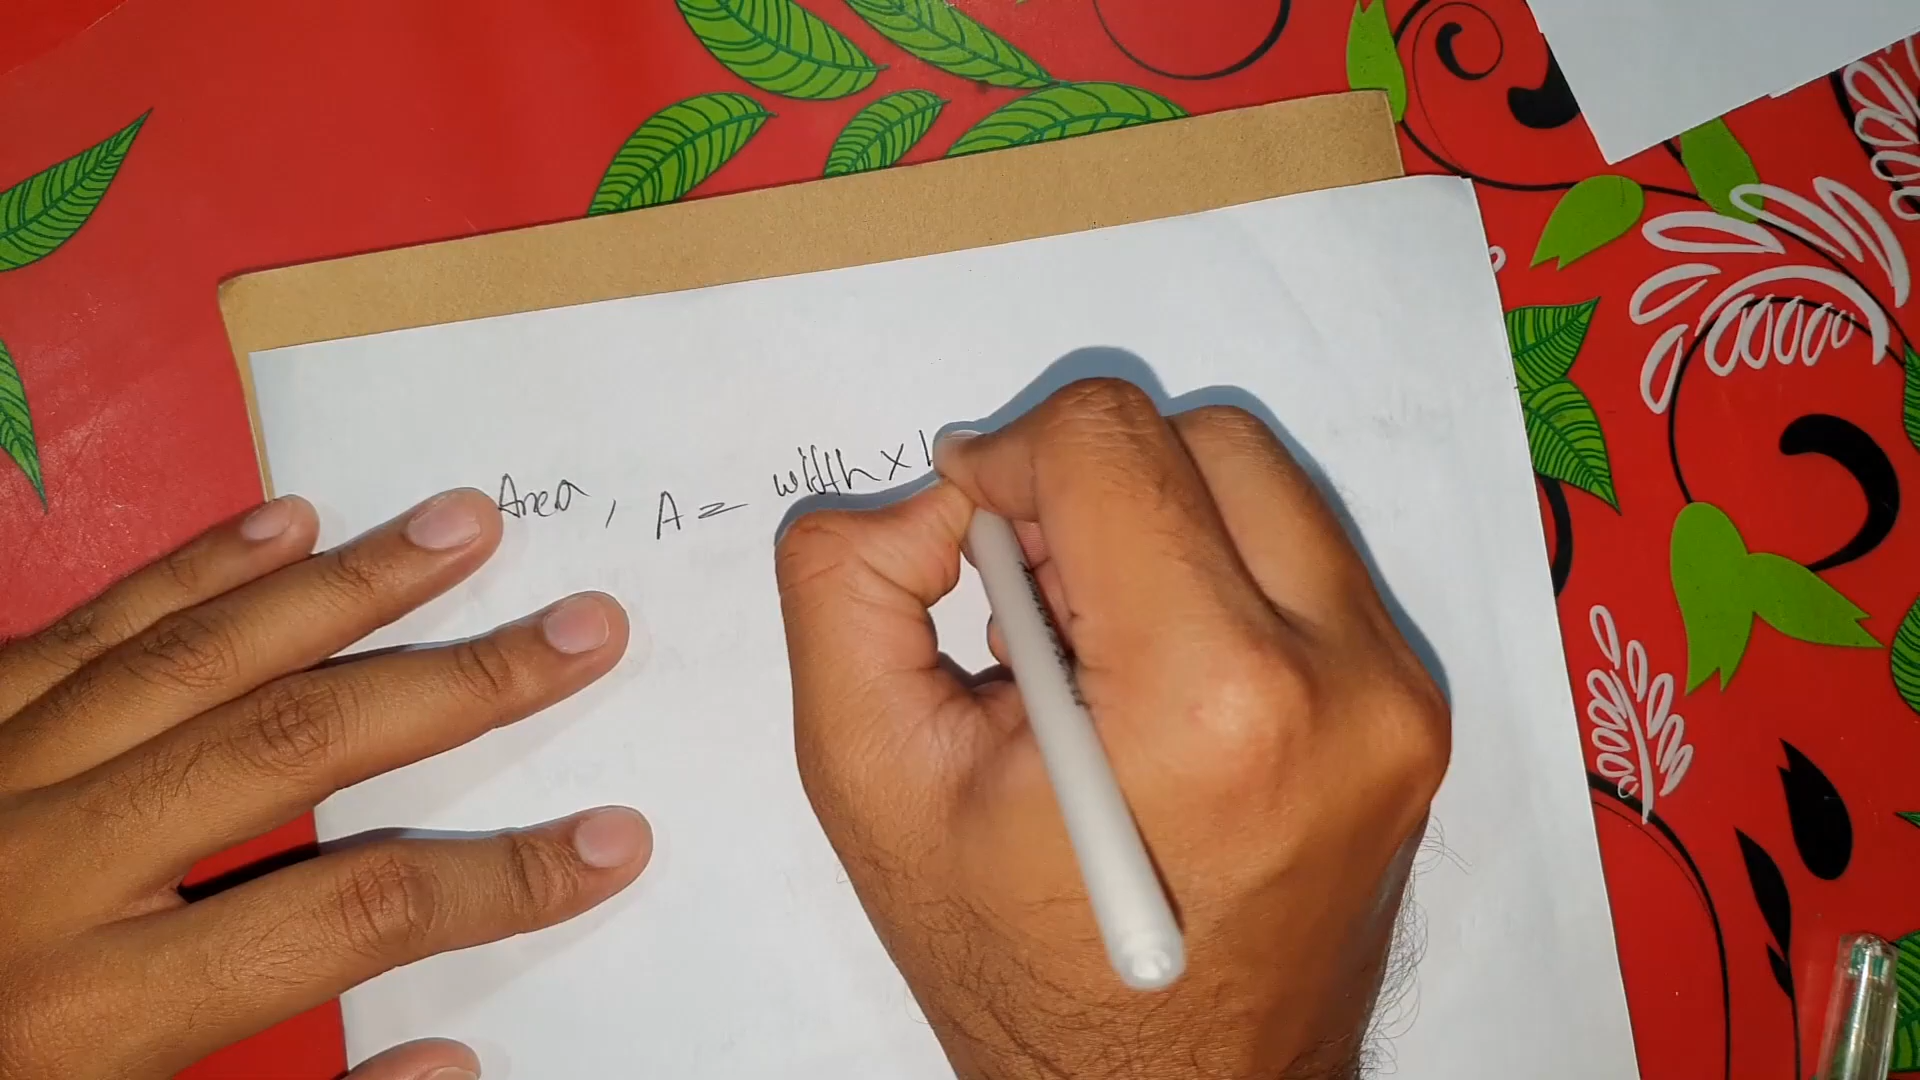 Area, A = width ×